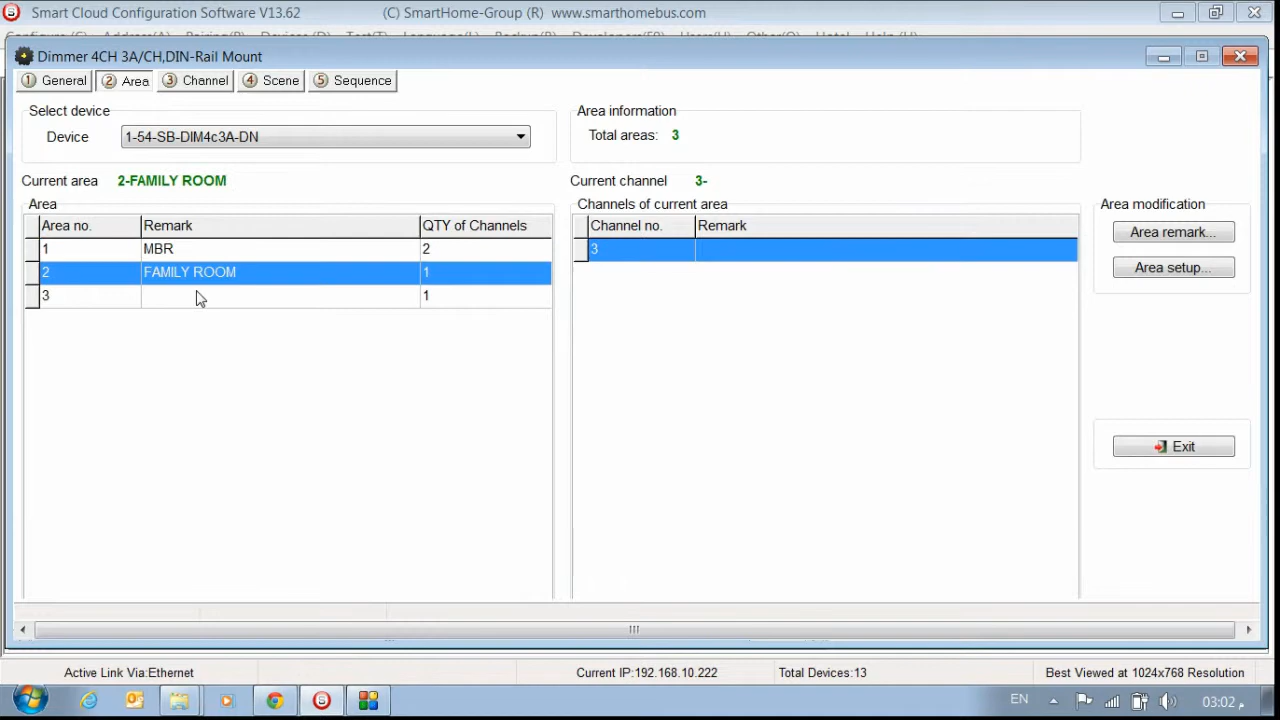 Smart Cloud Configuration Software V13.62 (C) SmartHome-Group (R) www.smarthomebus.com
Dimmer 4CH 3A/CH,DIN-Rail Mount
1 General 2 Area 3 Channel 4 Scene 5 Sequence
Select device
Device 1-54-SB-DIM4c3A-DN
Area information
Total areas: 3
Current area 2-FAMILY ROOM
Current channel 3-
Area
Area no. Remark QTY of Channels
1 MBR 2
2 FAMILY ROOM 1
3 1
Channels of current area
Channel no. Remark
3
Area modification
Area remark...
Area setup...
Exit
Active Link Via:Ethernet Current IP:192.168.10.222 Total Devices:13 Best Viewed at 1024x768 Resolution
EN 03:02 م